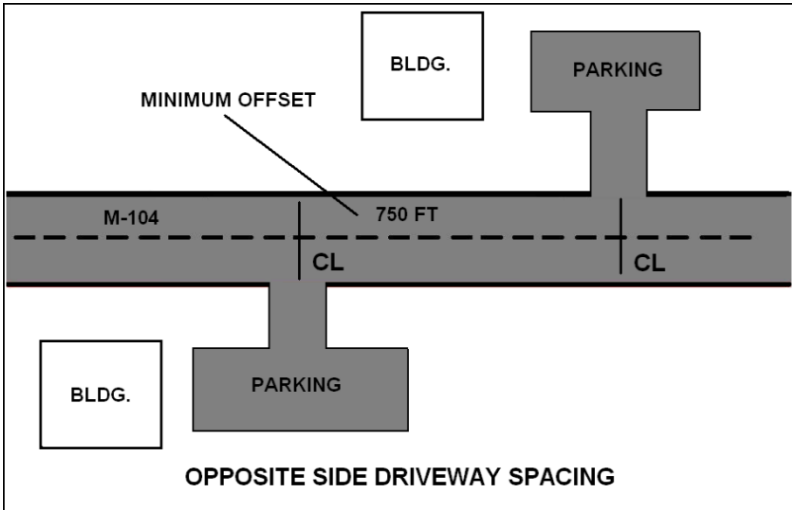 BLDG.
PARKING
MINIMUM OFFSET
M-104
750 FT
CL
CL
BLDG.
PARKING
OPPOSITE SIDE DRIVEWAY SPACING